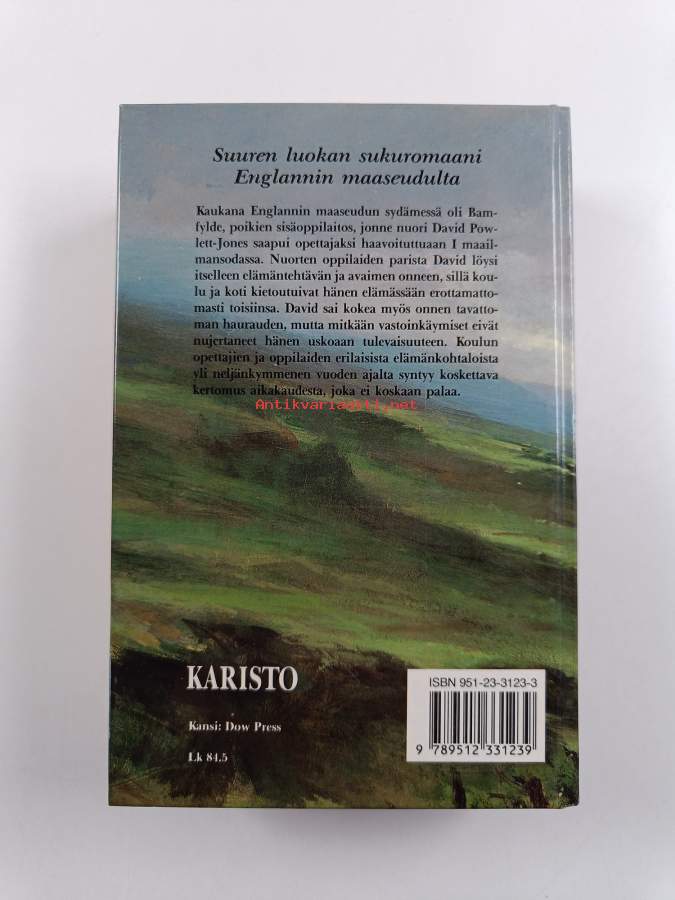 Suuren luokan sukuromaani
Englannin maaseudulta
Kaukana Englannin maaseudun sydämessä oli Bam-
fylde, poikien sisäoppilaitos, jonne nuori David Pow-
lett-Jones saapui opettajaksi haavoituttuaan I maail-
mansodassa. Nuorten oppilaiden parista David löysi
itselleen elämäntehtävän ja avaimen onneen, sillä kou-
lu ja koti kietoutuivat hänen elämässään erottamatto-
masti toisiinsa. David sai kokea myös onnen tavatto-
man haurauden, mutta mitkään vastoinkäymiset eivät
nujertaneet hänen uskoaan tulevaisuuteen. Koulun
opettajien ja oppilaiden erilaisista elämänkohtaloista
yli neljänkymmenen vuoden ajalta syntyy koskettava
kertomus aikakaudesta, joka ei koskaan palaa.
Antikvariaatti.net
KARISTO
Kansi: Dow Press
Lk 84.5
ISBN 951-23-3123-3
9 789512 331239